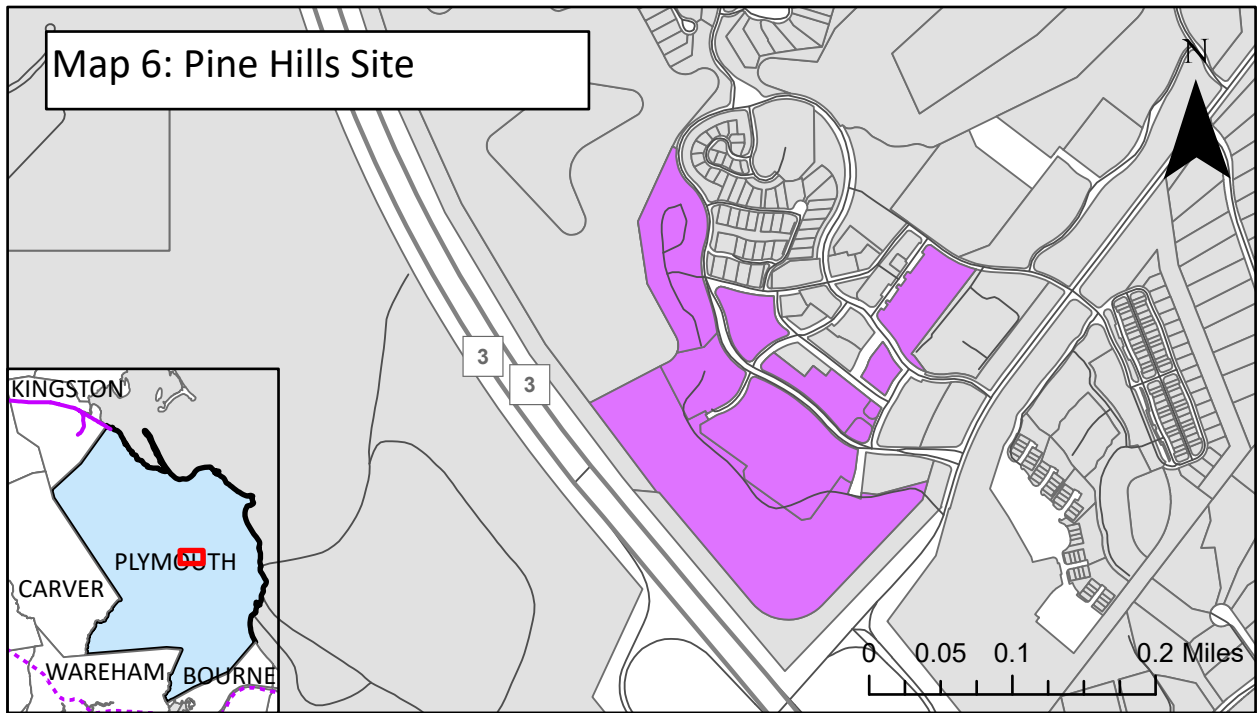 Map 6: Pine Hills Site
N
3
3
KINGSTON
PLYMOUTH
CARVER
WAREHAM
BOURNE
0 0.05 0.1 0.2 Miles